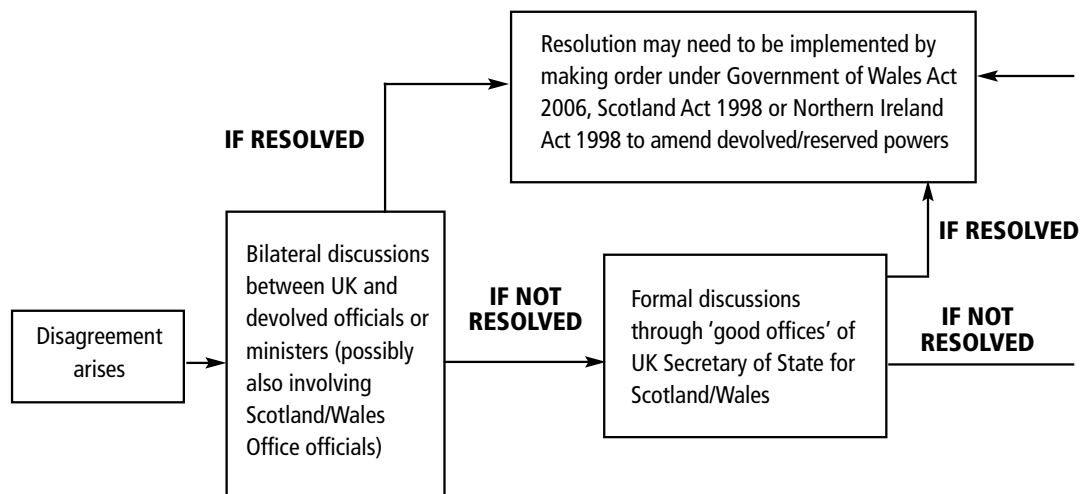 Resolution may need to be implemented by
making order under Government of Wales Act
2006, Scotland Act 1998 or Northern Ireland
Act 1998 to amend devolved/reserved powers
IF RESOLVED
Disagreement
arises
Bilateral discussions
between UK and
devolved officials or
ministers (possibly
also involving
Scotland/Wales
Office officials)
IF NOT
RESOLVED
Formal discussions
through ‘good offices’ of
UK Secretary of State for
Scotland/Wales
IF RESOLVED
IF NOT
RESOLVED